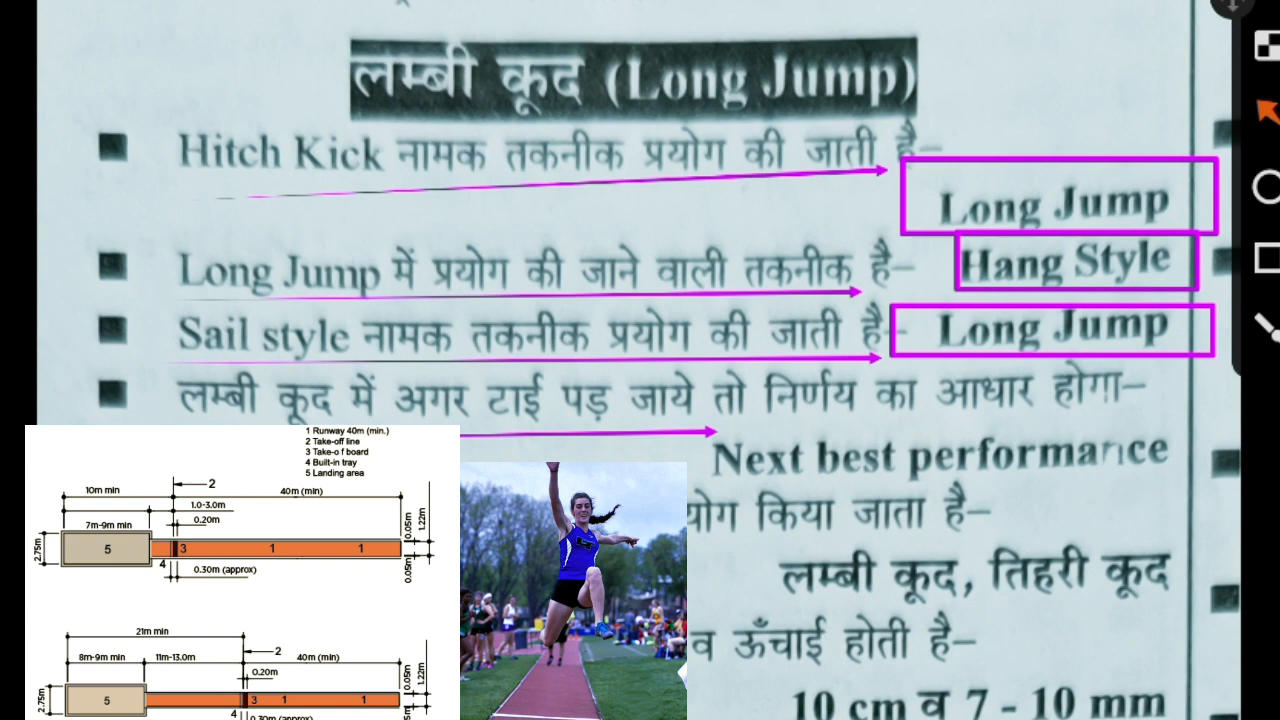 लम्बी कूद (Long Jump)
Hitch Kick नामक तकनीक प्रयोग की जाती है–
Long Jump
Long Jump में प्रयोग की जाने वाली तकनीक है– Hang Style
Sail style नामक तकनीक प्रयोग की जाती है– Long Jump
लम्बी कूद में अगर टाई पड़ जाये तो निर्णय का आधार होगा–
Next best performance
योग किया जाता है–
लम्बी कूद, तिहरी कूद
व ऊँचाई होती है–
10 cm व 7 - 10 mm
1 Runway 40m (min.)
2 Take-off line
3 Take-o f board
4 Built-in tray
5 Landing area
2
10m min 40m (min)
1.0-3.0m
0.20m
7m-9m min
2.75m 5 3 1 1 0.05m 1.22m
4 0.30m (approx) 0.05m
21m min
2
8m-9m min 11m-13.0m 40m (min)
0.20m
2.75m 5 3 1 1 0.05m 1.22m
4 0.30m (approx)